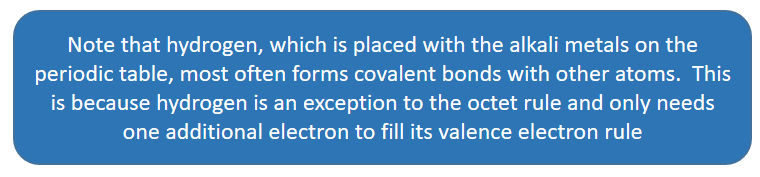 Note that hydrogen, which is placed with the alkali metals on the
periodic table, most often forms covalent bonds with other atoms.  This
is because hydrogen is an exception to the octet rule and only needs
one additional electron to fill its valence electron rule